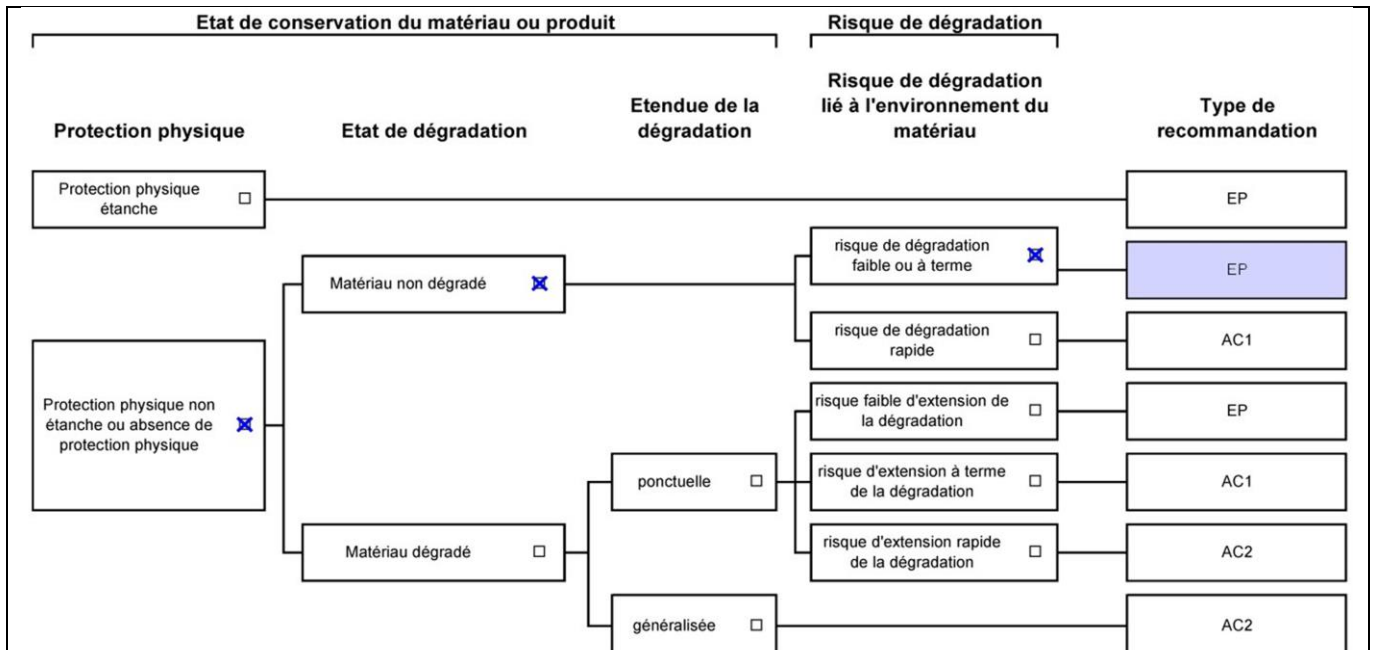 Etat de conservation du matériau ou produit
Risque de dégradation
Protection physique
Etat de dégradation
Etendue de la
dégradation
Risque de dégradation
lié à l'environnement du
matériau
Type de
recommandation
Protection physique
étanche
EP
risque de dégradation
faible ou à terme
EP
Matériau non dégradé
risque de dégradation
rapide
AC1
Protection physique non
étanche ou absence de
protection physique
risque faible d'extension de
la dégradation
EP
ponctuelle
risque d'extension à terme
de la dégradation
AC1
Matériau dégradé
risque d'extension rapide
de la dégradation
AC2
généralisée
AC2